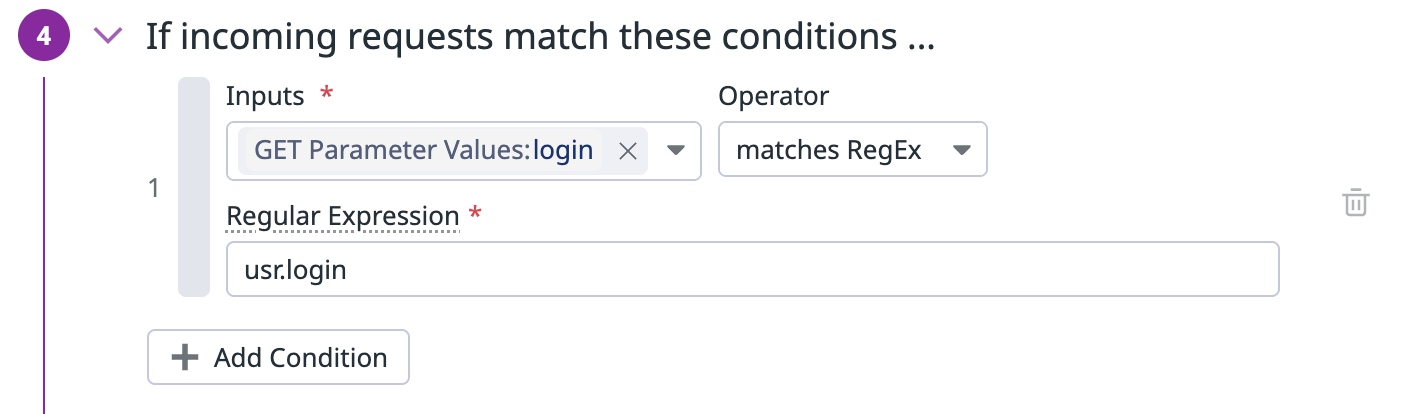 4 If incoming requests match these conditions ...
Inputs * Operator
GET Parameter Values:login matches RegEx
1
Regular Expression *
usr.login
Add Condition